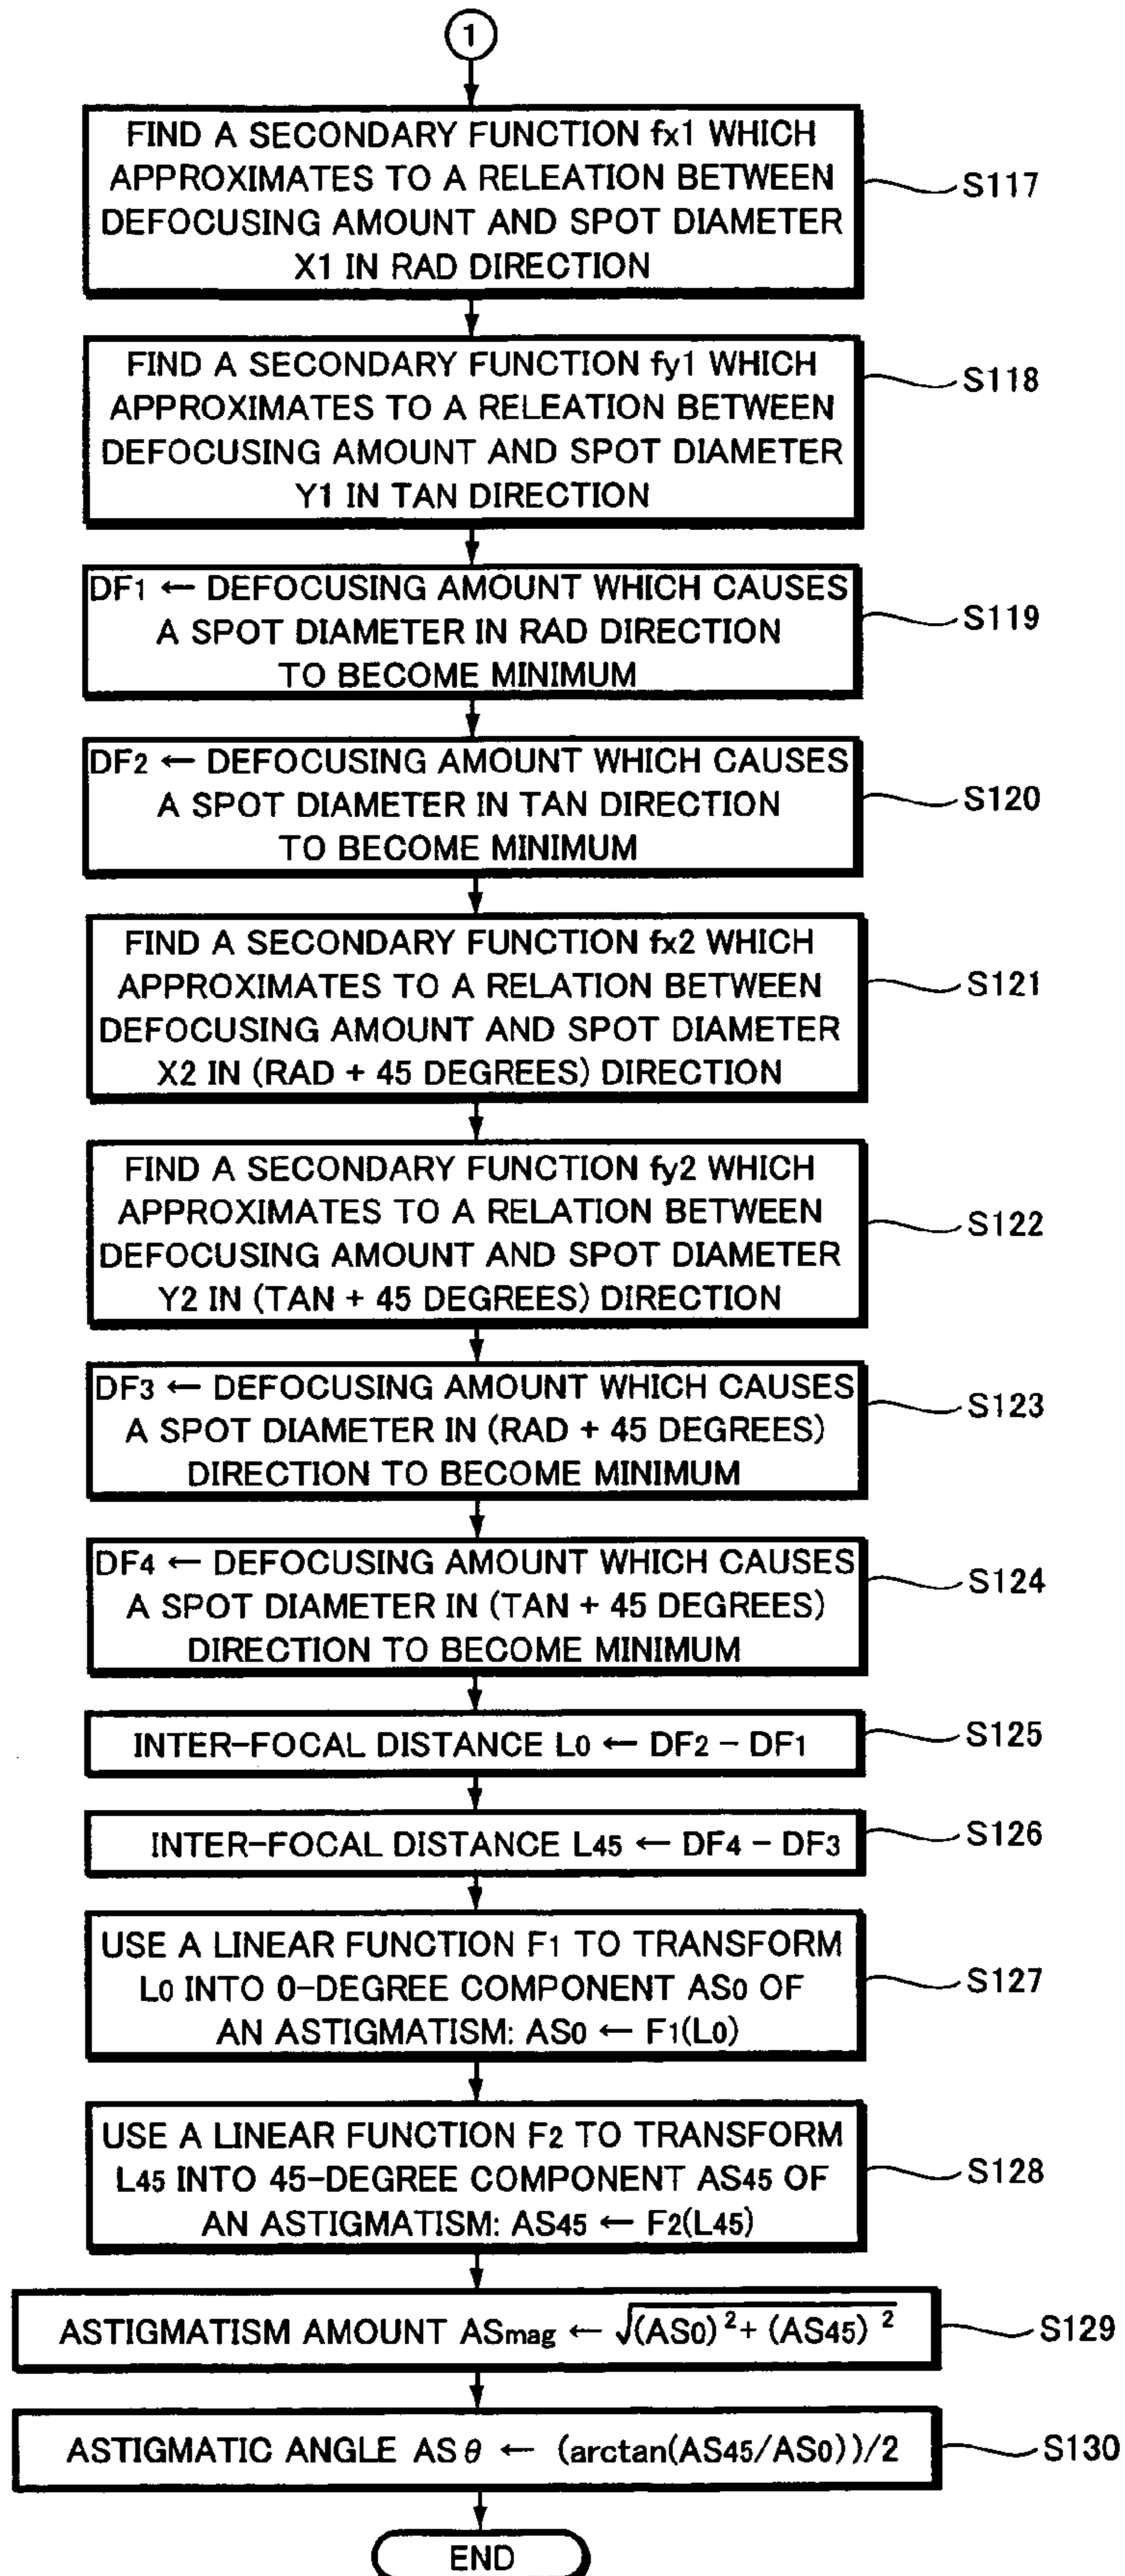 1
FIND A SECONDARY FUNCTION fx1 WHICH
APPROXIMATES TO A RELEATION BETWEEN
DEFOCUSING AMOUNT AND SPOT DIAMETER
X1 IN RAD DIRECTION
S117
FIND A SECONDARY FUNCTION fy1 WHICH
APPROXIMATES TO A RELEATION BETWEEN
DEFOCUSING AMOUNT AND SPOT DIAMETER
Y1 IN TAN DIRECTION
S118
DF1 ← DEFOCUSING AMOUNT WHICH CAUSES
A SPOT DIAMETER IN RAD DIRECTION
TO BECOME MINIMUM
S119
DF2 ← DEFOCUSING AMOUNT WHICH CAUSES
A SPOT DIAMETER IN TAN DIRECTION
TO BECOME MINIMUM
S120
FIND A SECONDARY FUNCTION fx2 WHICH
APPROXIMATES TO A RELATION BETWEEN
DEFOCUSING AMOUNT AND SPOT DIAMETER
X2 IN (RAD + 45 DEGREES) DIRECTION
S121
FIND A SECONDARY FUNCTION fy2 WHICH
APPROXIMATES TO A RELATION BETWEEN
DEFOCUSING AMOUNT AND SPOT DIAMETER
Y2 IN (TAN + 45 DEGREES) DIRECTION
S122
DF3 ← DEFOCUSING AMOUNT WHICH CAUSES
A SPOT DIAMETER IN (RAD + 45 DEGREES)
DIRECTION TO BECOME MINIMUM
S123
DF4 ← DEFOCUSING AMOUNT WHICH CAUSES
A SPOT DIAMETER IN (TAN + 45 DEGREES)
DIRECTION TO BECOME MINIMUM
S124
INTER-FOCAL DISTANCE L0 ← DF2 - DF1
S125
INTER-FOCAL DISTANCE L45 ← DF4 - DF3
S126
USE A LINEAR FUNCTION F1 TO TRANSFORM
L0 INTO 0-DEGREE COMPONENT AS0 OF
AN ASTIGMATISM: AS0 ← F1(L0)
S127
USE A LINEAR FUNCTION F2 TO TRANSFORM
L45 INTO 45-DEGREE COMPONENT AS45 OF
AN ASTIGMATISM: AS45 ← F2(L45)
S128
ASTIGMATISM AMOUNT ASmag ← √(AS0)² + (AS45)²
S129
ASTIGMATIC ANGLE ASθ ← (arctan(AS45/AS0))/2
S130
END